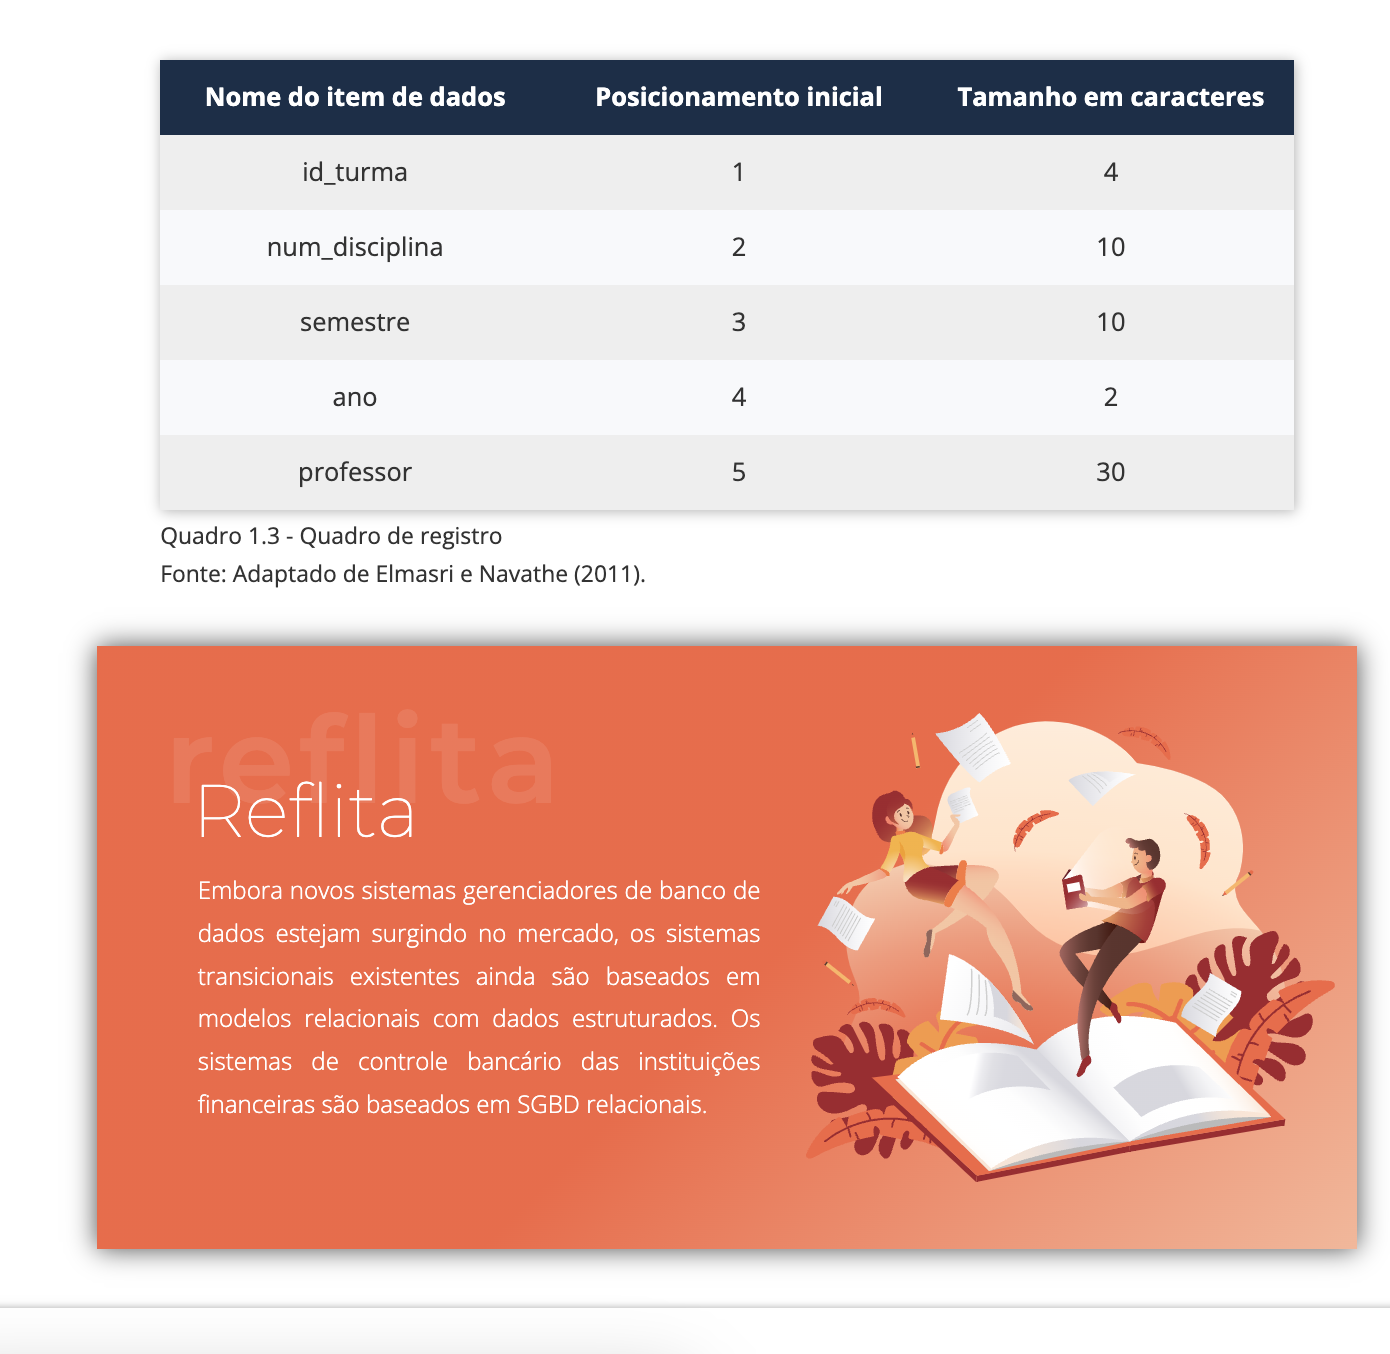 Nome do item de dados Posicionamento inicial Tamanho em caracteres
id_turma 1 4
num_disciplina 2 10
semestre 3 10
ano 4 2
professor 5 30
Quadro 1.3 - Quadro de registro
Fonte: Adaptado de Elmasri e Navathe (2011).
reflita
Reflita
Embora novos sistemas gerenciadores de banco de
dados estejam surgindo no mercado, os sistemas
transicionais existentes ainda são baseados em
modelos relacionais com dados estruturados. Os
sistemas de controle bancário das instituições
financeiras são baseados em SGBD relacionais.